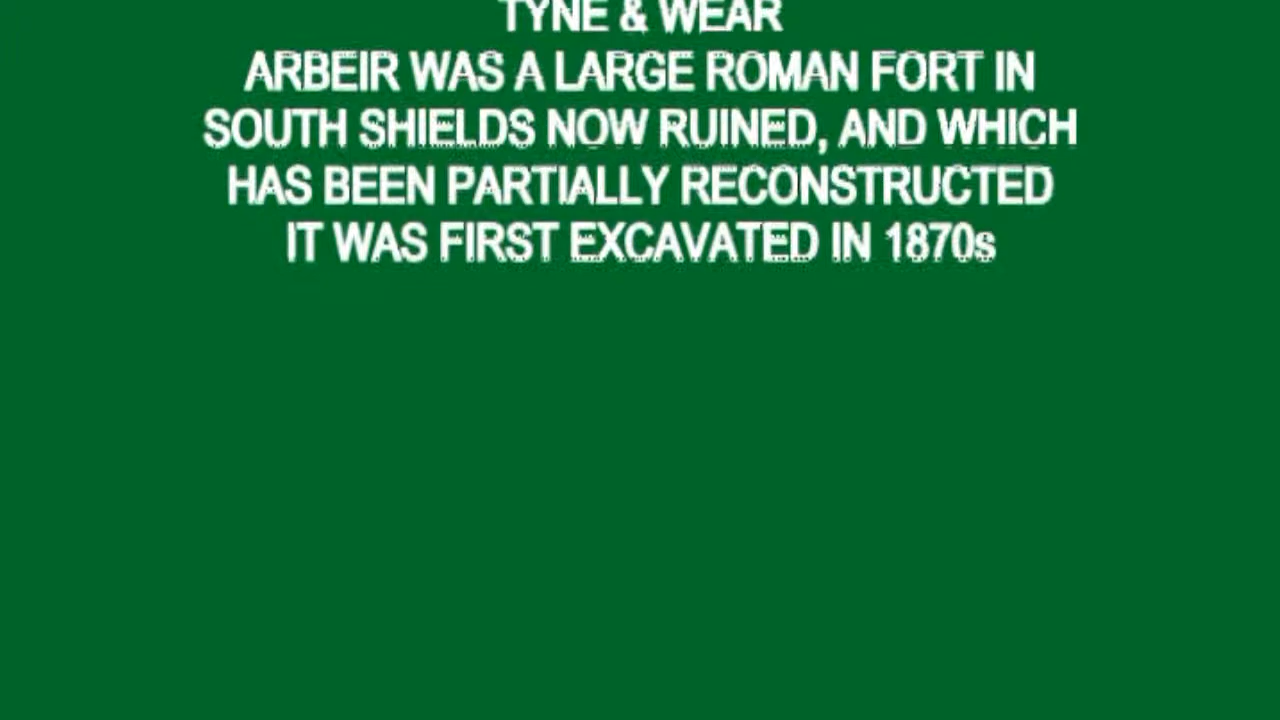 TYNE & WEAR
ARBEIR WAS A LARGE ROMAN FORT IN
SOUTH SHIELDS NOW RUINED, AND WHICH
HAS BEEN PARTIALLY RECONSTRUCTED
IT WAS FIRST EXCAVATED IN 1870s